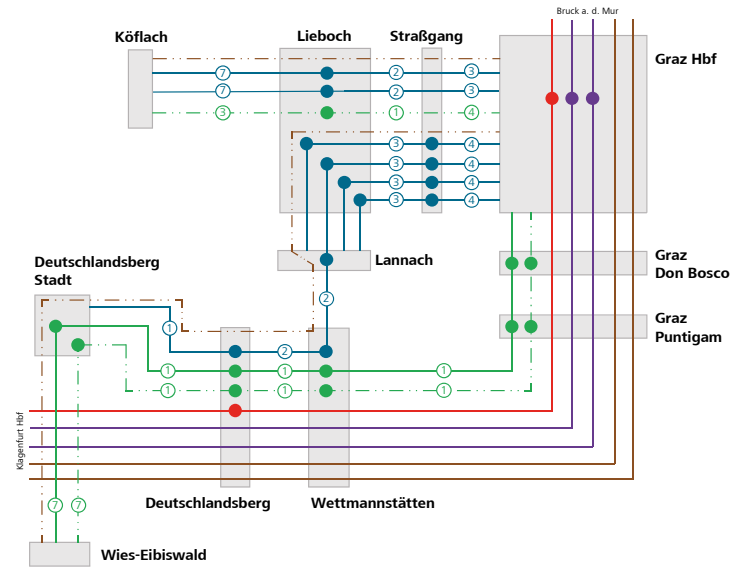 Bruck a. d. Mur
Köflach
Lieboch
Straßgang
Graz Hbf
7 2 3
7 2 3
3 1 4
3 4
3 4
3 4
3 4
Lannach
Graz
Don Bosco
Deutschlandsberg
Stadt
2
Graz
Puntigam
1
2
1 1 1
1 1 1
Klagenfurt Hbf
Deutschlandsberg
Wettmannstätten
7 7
Wies-Eibiswald